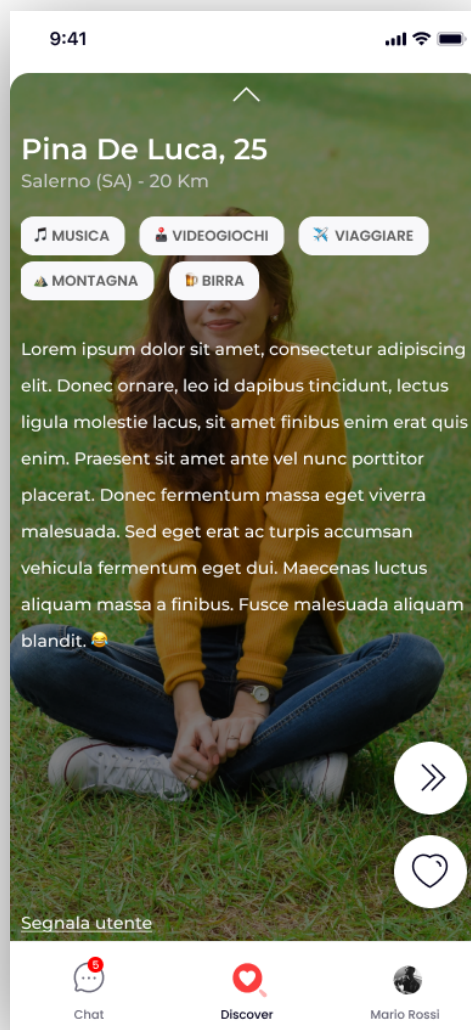 9:41
Pina De Luca, 25
Salerno (SA) - 20 Km
MUSICA
VIDEOGIOCHI
VIAGGIARE
MONTAGNA
BIRRA
Lorem ipsum dolor sit amet, consectetur adipiscing
elit. Donec ornare, leo id dapibus tincidunt, lectus
ligula molestie lacus, sit amet finibus enim erat quis
enim. Praesent sit amet ante vel nunc porttitor
placerat. Donec fermentum massa eget viverra
malesuada. Sed eget erat ac turpis accumsan
vehicula fermentum eget dui. Maecenas luctus
aliquam massa a finibus. Fusce malesuada aliquam
blandit. 😂
Segnala utente
5
Chat
Discover
Mario Rossi